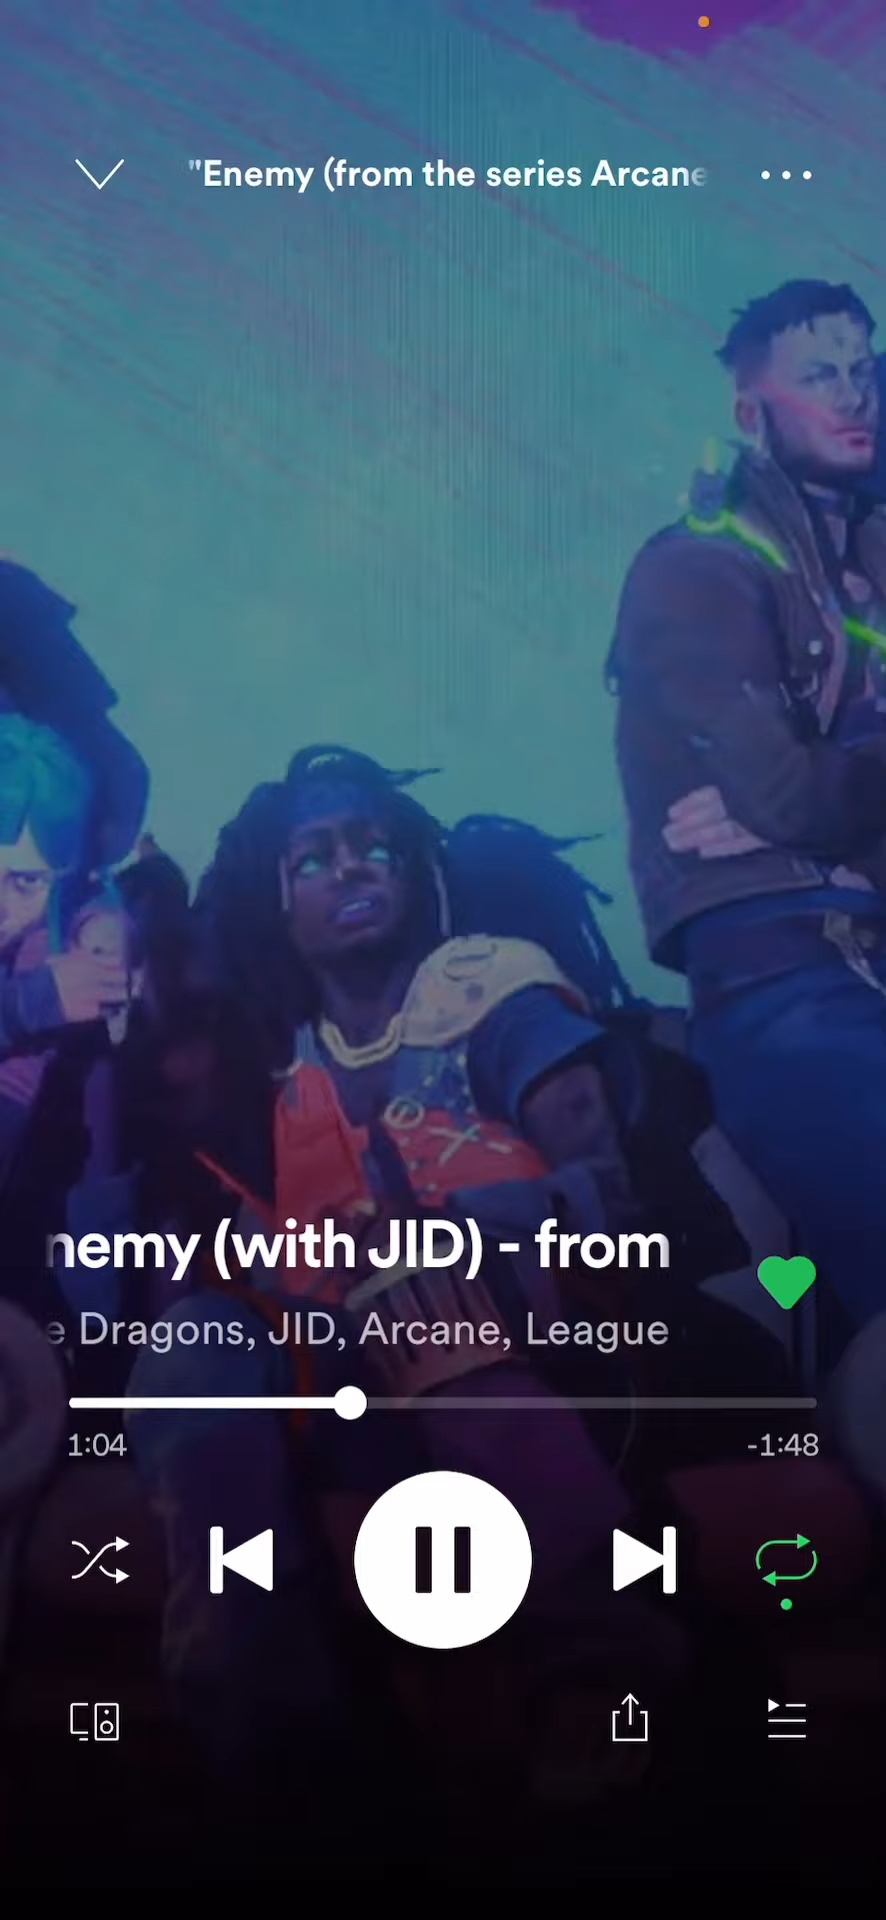 "Enemy (from the series Arcane
nemy (with JID) - from
e Dragons, JID, Arcane, League
1:04
-1:48